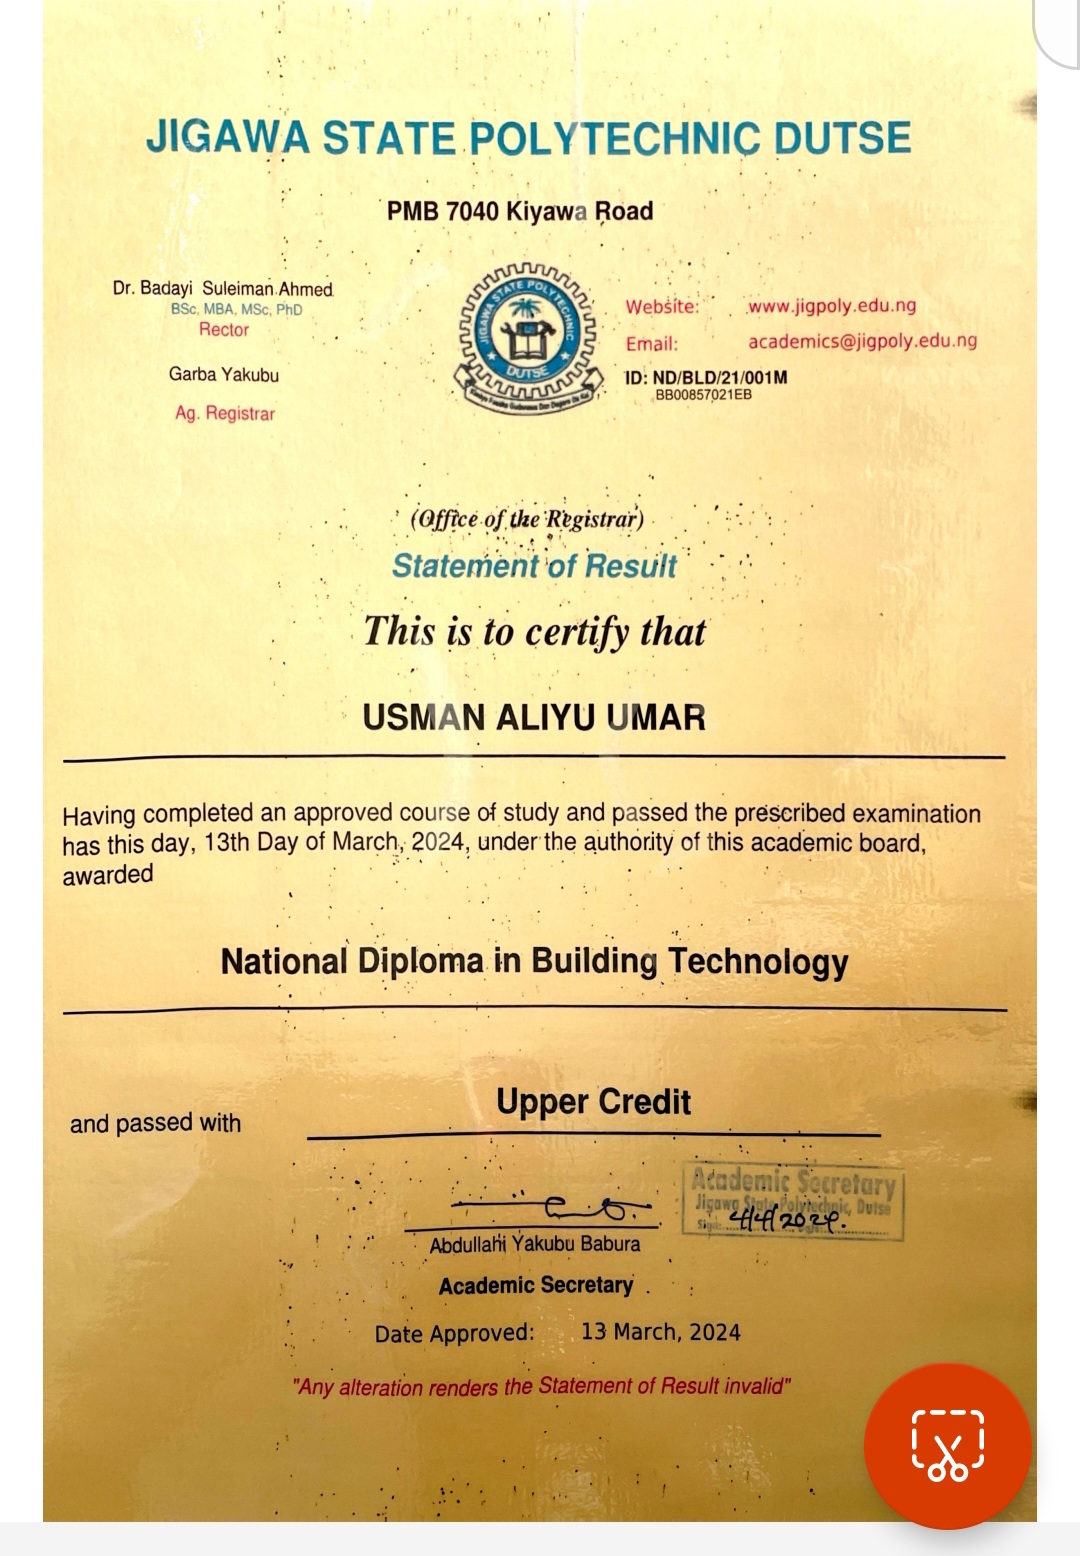 JIGAWA STATE POLYTECHNIC DUTSE
PMB 7040 Kiyawa Road
Dr. Badayi Suleiman Ahmed
BSc, MBA, MSc, PhD
Rector
Garba Yakubu
Ag. Registrar
JIGAWA STATE POLYTECHNIC
DUTSE
Website: www.jigpoly.edu.ng
Email: academics@jigpoly.edu.ng
ID: ND/BLD/21/001M
BB00857021EB
(Office of the Registrar)
Statement of Result
This is to certify that
USMAN ALIYU UMAR
Having completed an approved course of study and passed the prescribed examination
has this day, 13th Day of March, 2024, under the authority of this academic board,
awarded
National Diploma in Building Technology
and passed with Upper Credit
Academic Secretary
Jigawa State Polytechnic, Dutse
Sign:
4/4/2024.
Abdullahi Yakubu Babura
Academic Secretary
Date Approved: 13 March, 2024
"Any alteration renders the Statement of Result invalid"